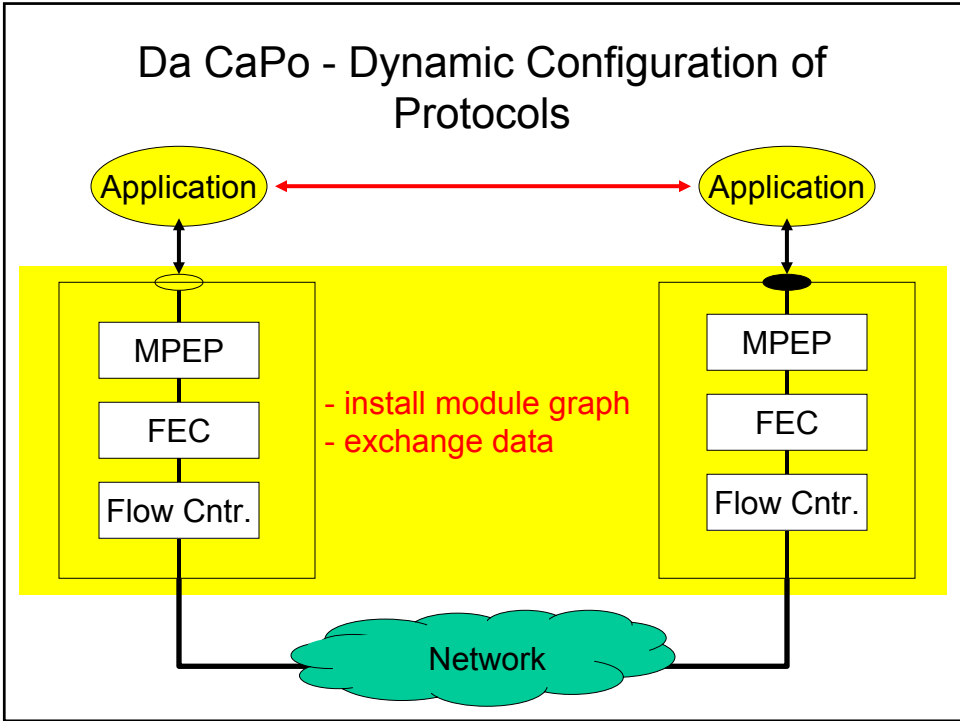 Da CaPo - Dynamic Configuration of
Protocols
Application
Application
MPEP
FEC
Flow Cntr.
- install module graph
- exchange data
MPEP
FEC
Flow Cntr.
Network